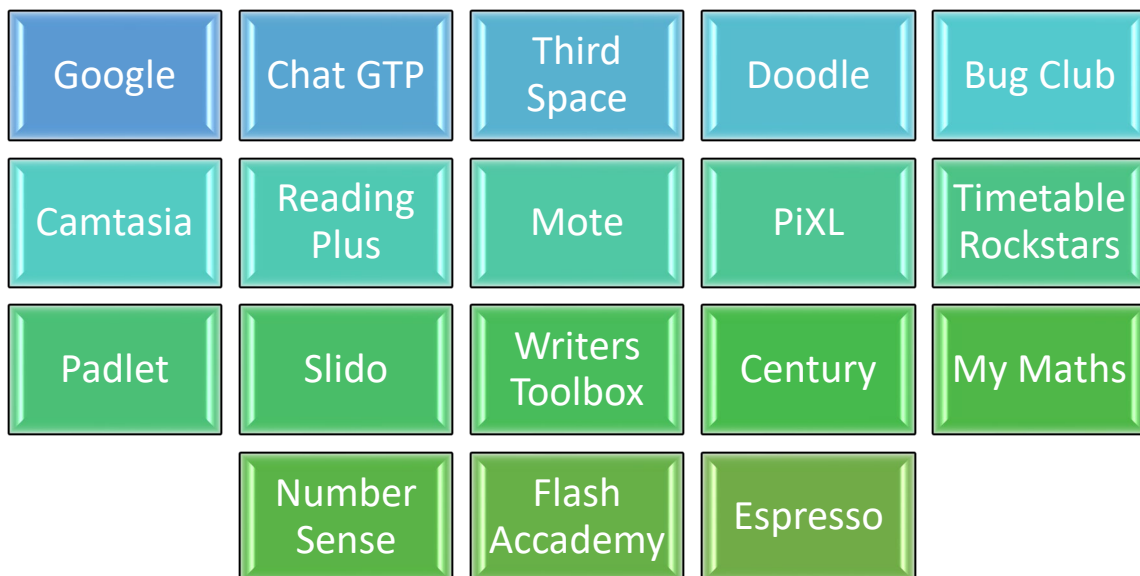 Google
Chat GTP
Third
Space
Doodle
Bug Club
Camtasia
Reading
Plus
Mote
PiXL
Timetable
Rockstars
Padlet
Slido
Writers
Toolbox
Century
My Maths
Number
Sense
Flash
Accademy
Espresso